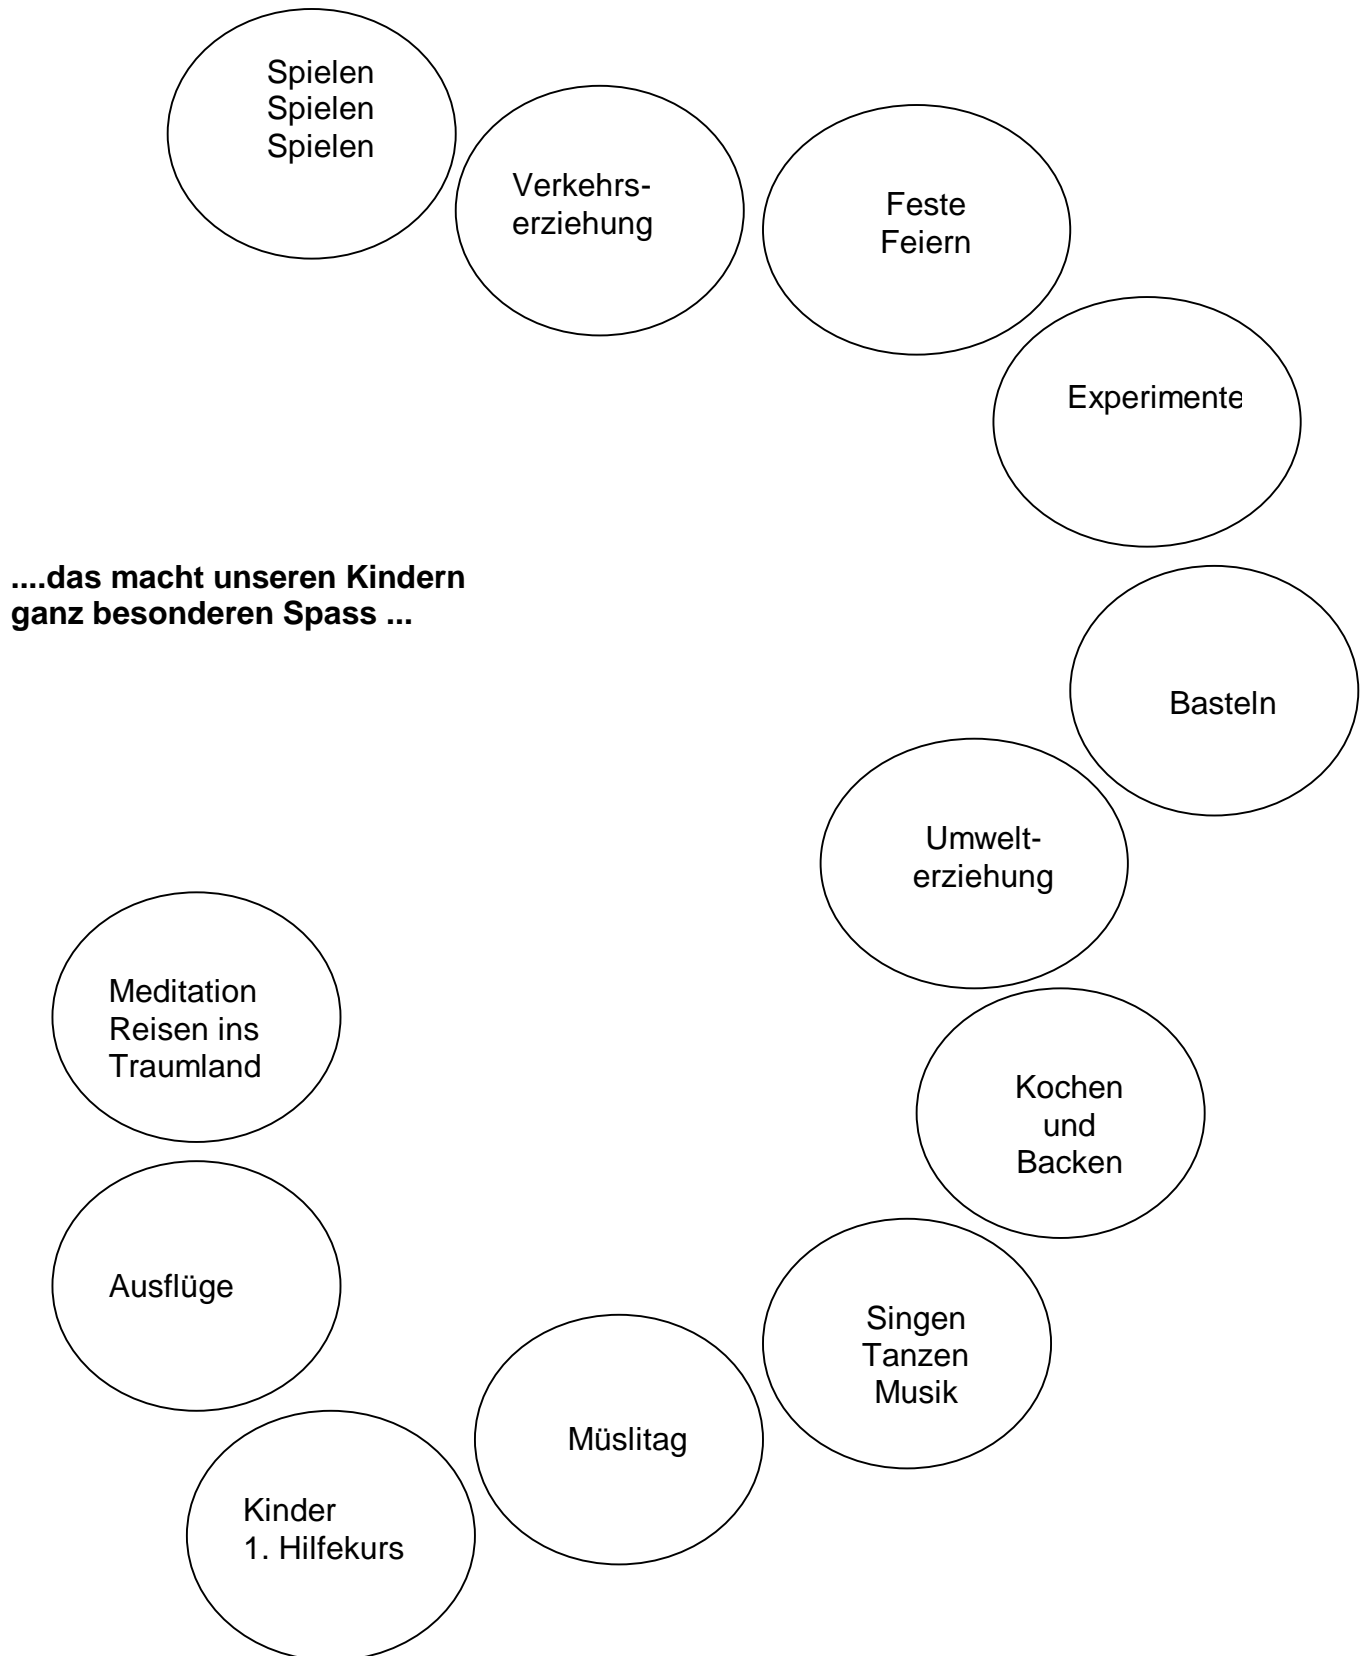 Spielen
Spielen
Spielen
Verkehrs-
erziehung
Feste
Feiern
Experimente
....das macht unseren Kindern
ganz besonderen Spass ...
Basteln
Umwelt-
erziehung
Meditation
Reisen ins
Traumland
Kochen
und
Backen
Ausflüge
Singen
Tanzen
Musik
Müslitag
Kinder
1. Hilfekurs